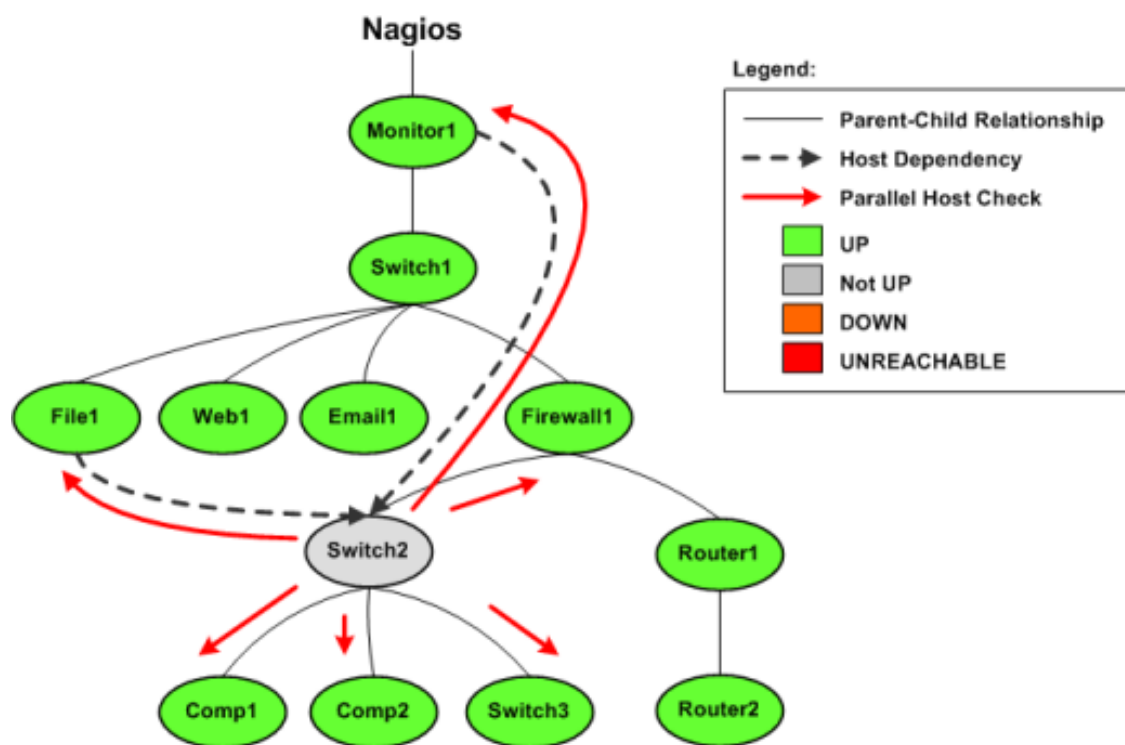 Nagios
Legend:
Monitor1
Parent-Child Relationship
Host Dependency
Parallel Host Check
Switch1
UP
Not UP
DOWN
UNREACHABLE
File1
Web1
Email1
Firewall1
Switch2
Router1
Comp1
Comp2
Switch3
Router2